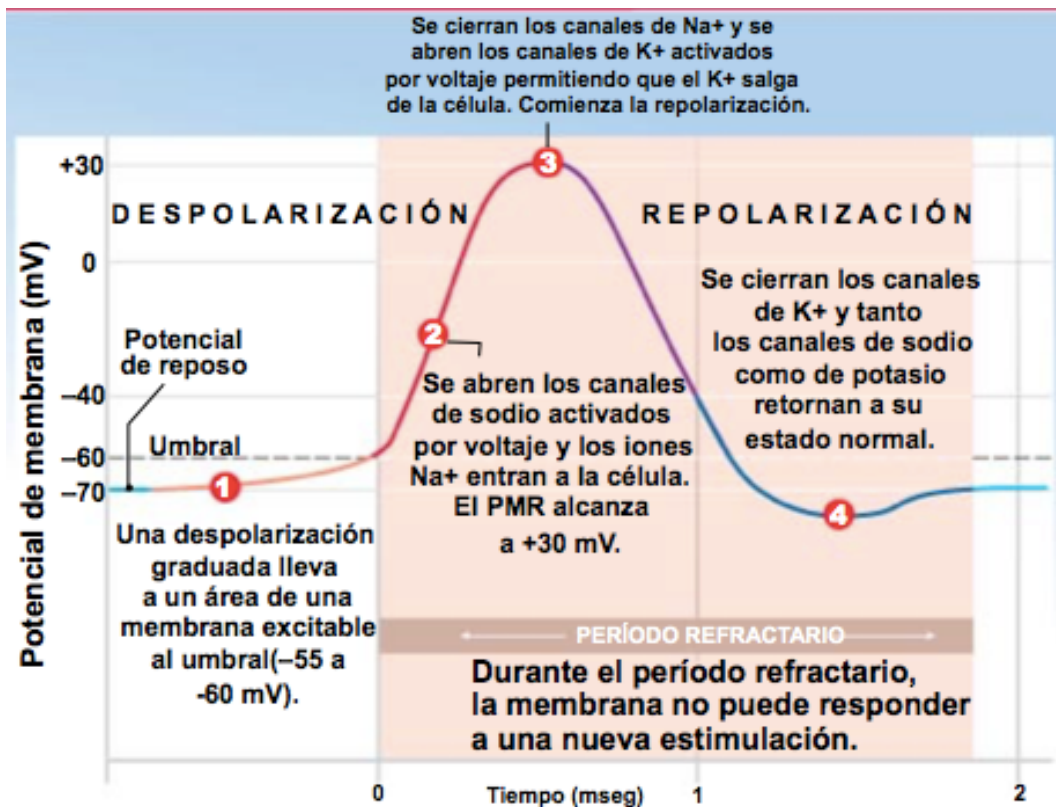 Se cierran los canales de Na+ y se
abren los canales de K+ activados
por voltaje permitiendo que el K+ salga
de la célula. Comienza la repolarización.
+30
3
DESPOLARIZACIÓN
REPOLARIZACIÓN
Potencial de membrana (mV)
0
Se cierran los canales
de K+ y tanto
los canales de sodio
como de potasio
retornan a su
estado normal.
2
Potencial
de reposo
Se abren los canales
de sodio activados
por voltaje y los iones
Na+ entran a la célula.
El PMR alcanza
a +30 mV.
–40
Umbral
–60
1
–70
4
Una despolarización
graduada lleva
a un área de una
membrana excitable
al umbral(–55 a
-60 mV).
PERÍODO REFRACTARIO
Durante el período refractario,
la membrana no puede responder
a una nueva estimulación.
0
Tiempo (mseg)
1
2